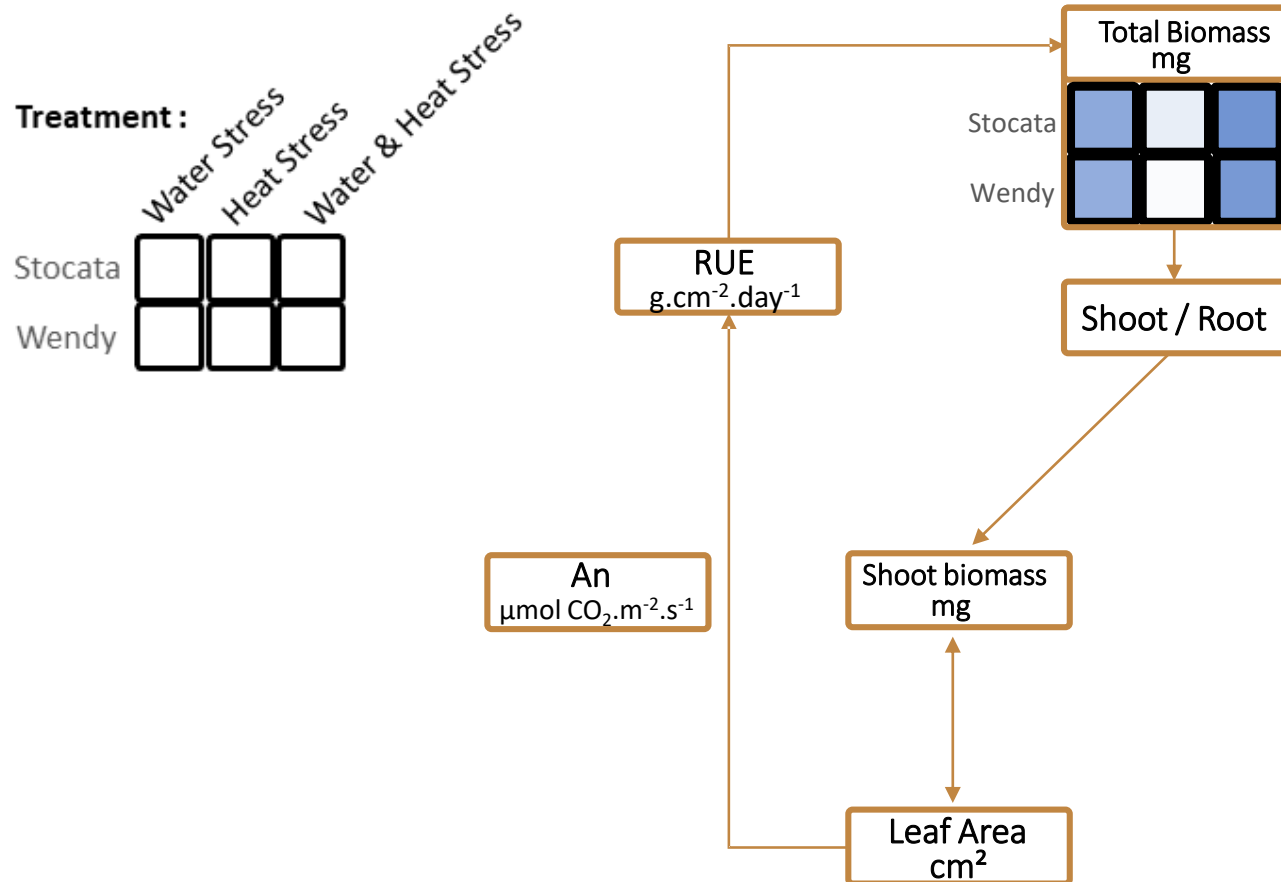 Treatment :
Water Stress
Heat Stress
Water & Heat Stress
Stocata
Wendy
Total Biomass
mg
Stocata
Wendy
RUE
g.cm⁻².day⁻¹
Shoot / Root
An
µmol CO₂.m⁻².s⁻¹
Shoot biomass
mg
Leaf Area
cm²